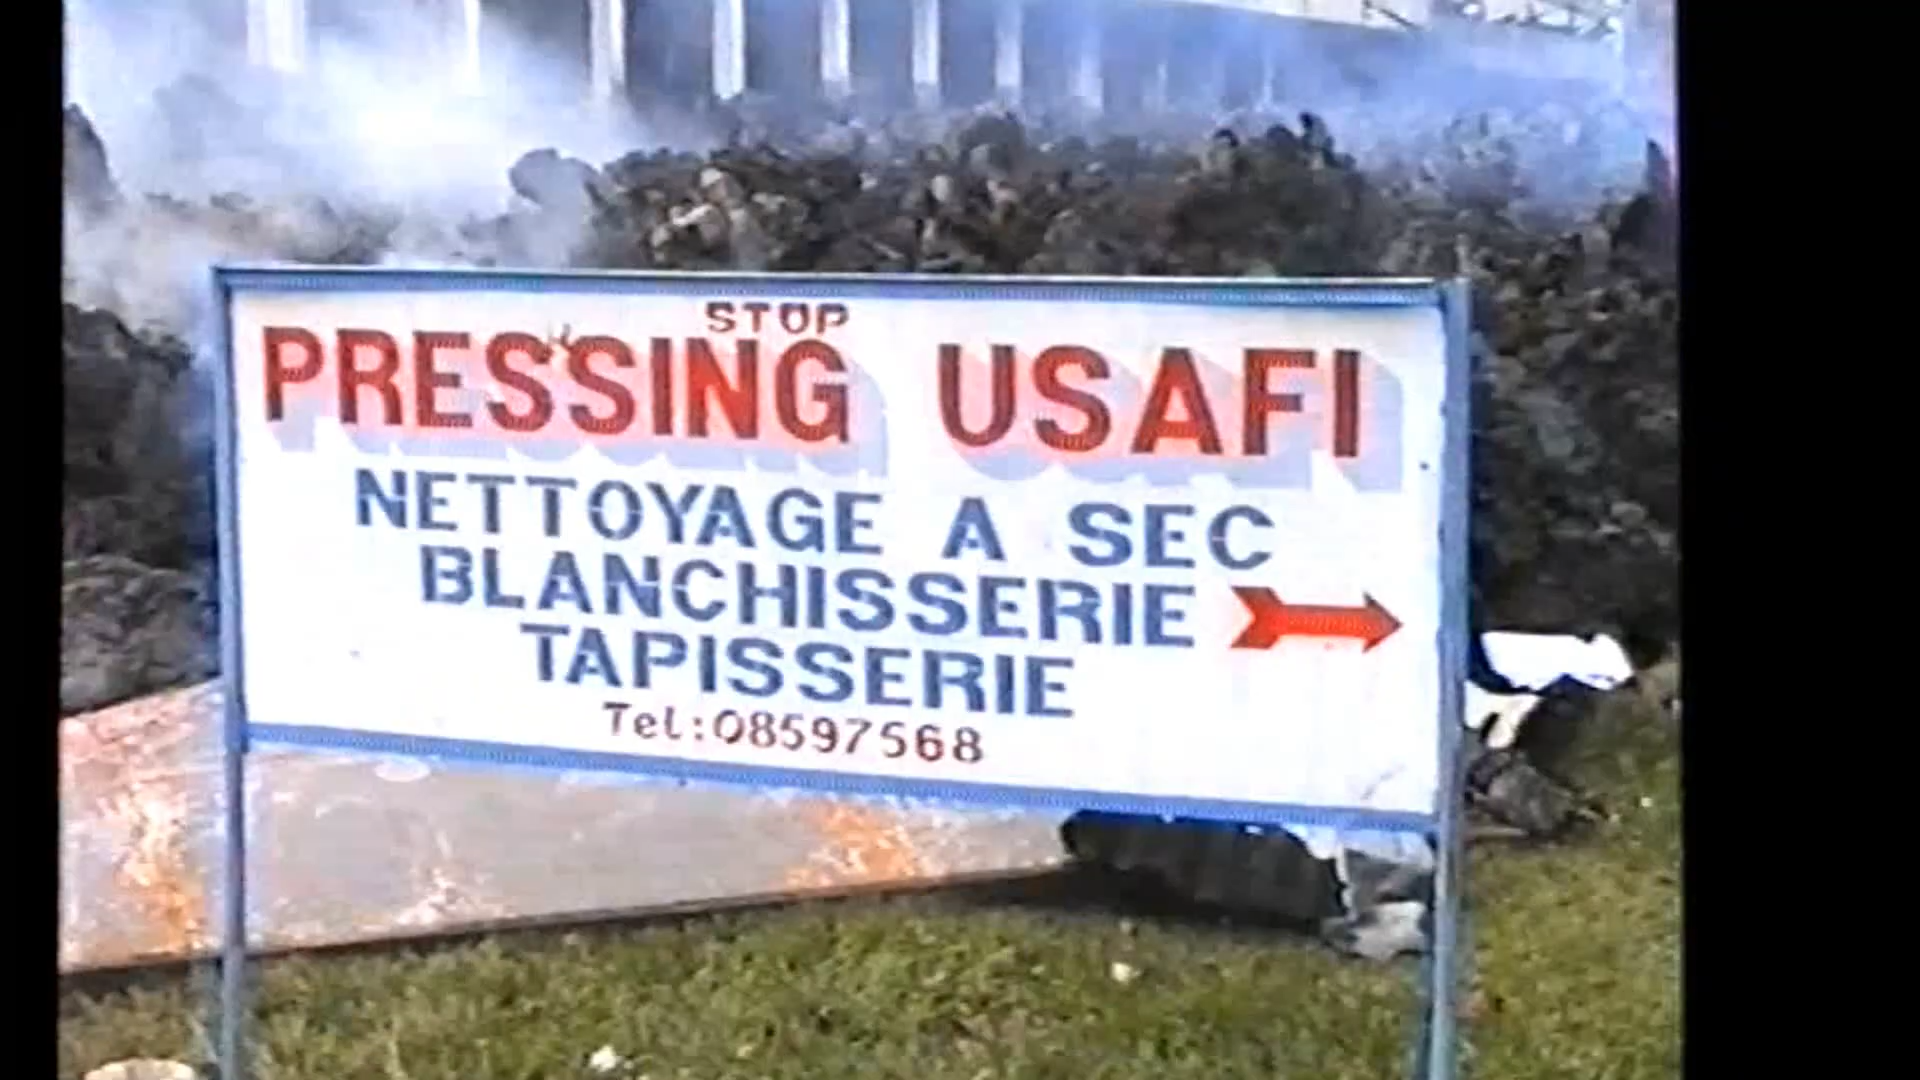 STOP
PRESSING USAFI
NETTOYAGE A SEC
BLANCHISSERIE
TAPISSERIE
Tel:08597568